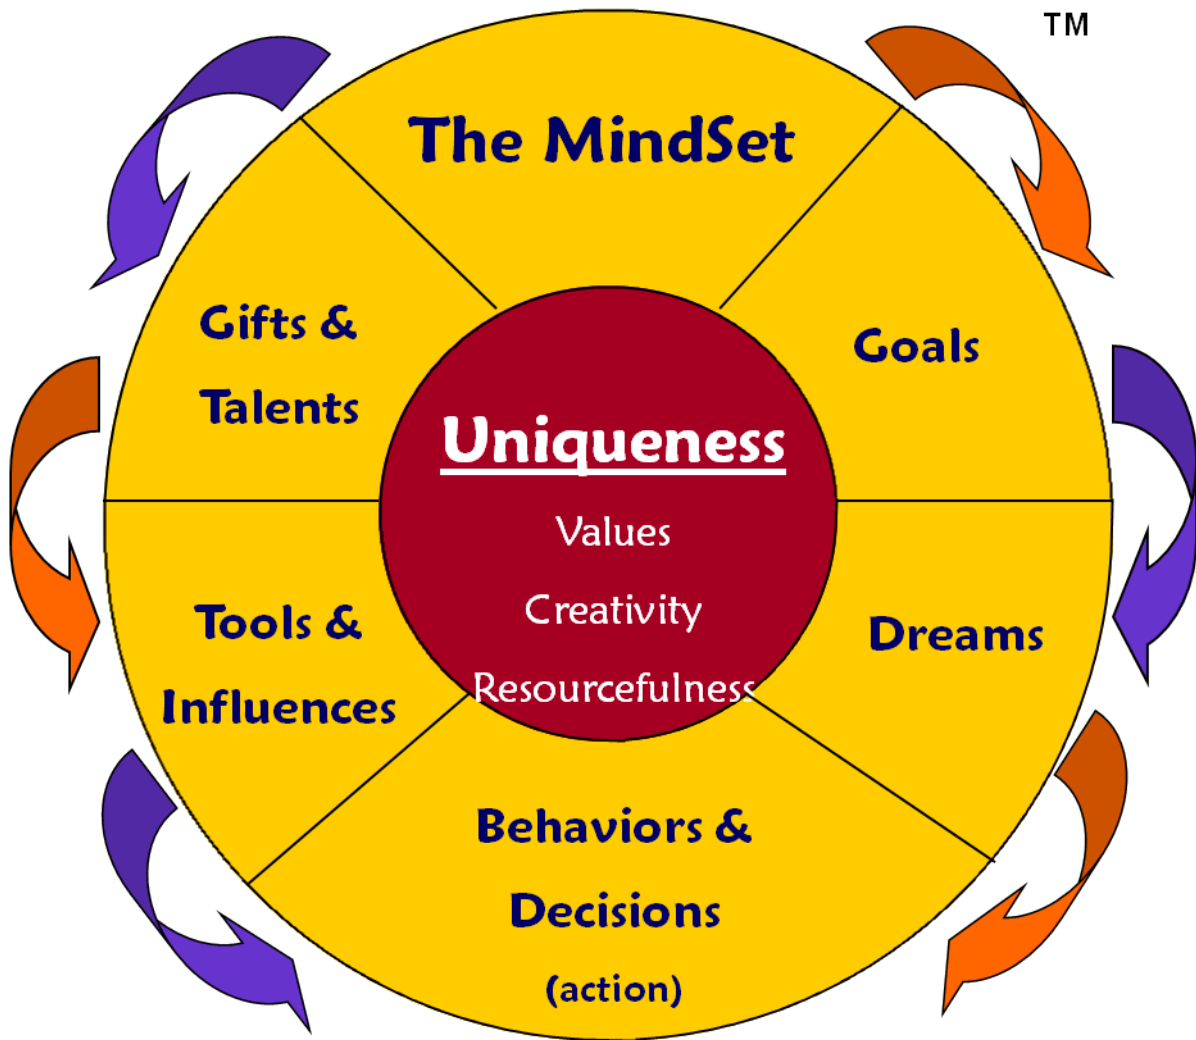 TM
The MindSet
Gifts &
Talents
Goals
Uniqueness
Values
Creativity
Resourcefulness
Tools &
Influences
Dreams
Behaviors &
Decisions
(action)